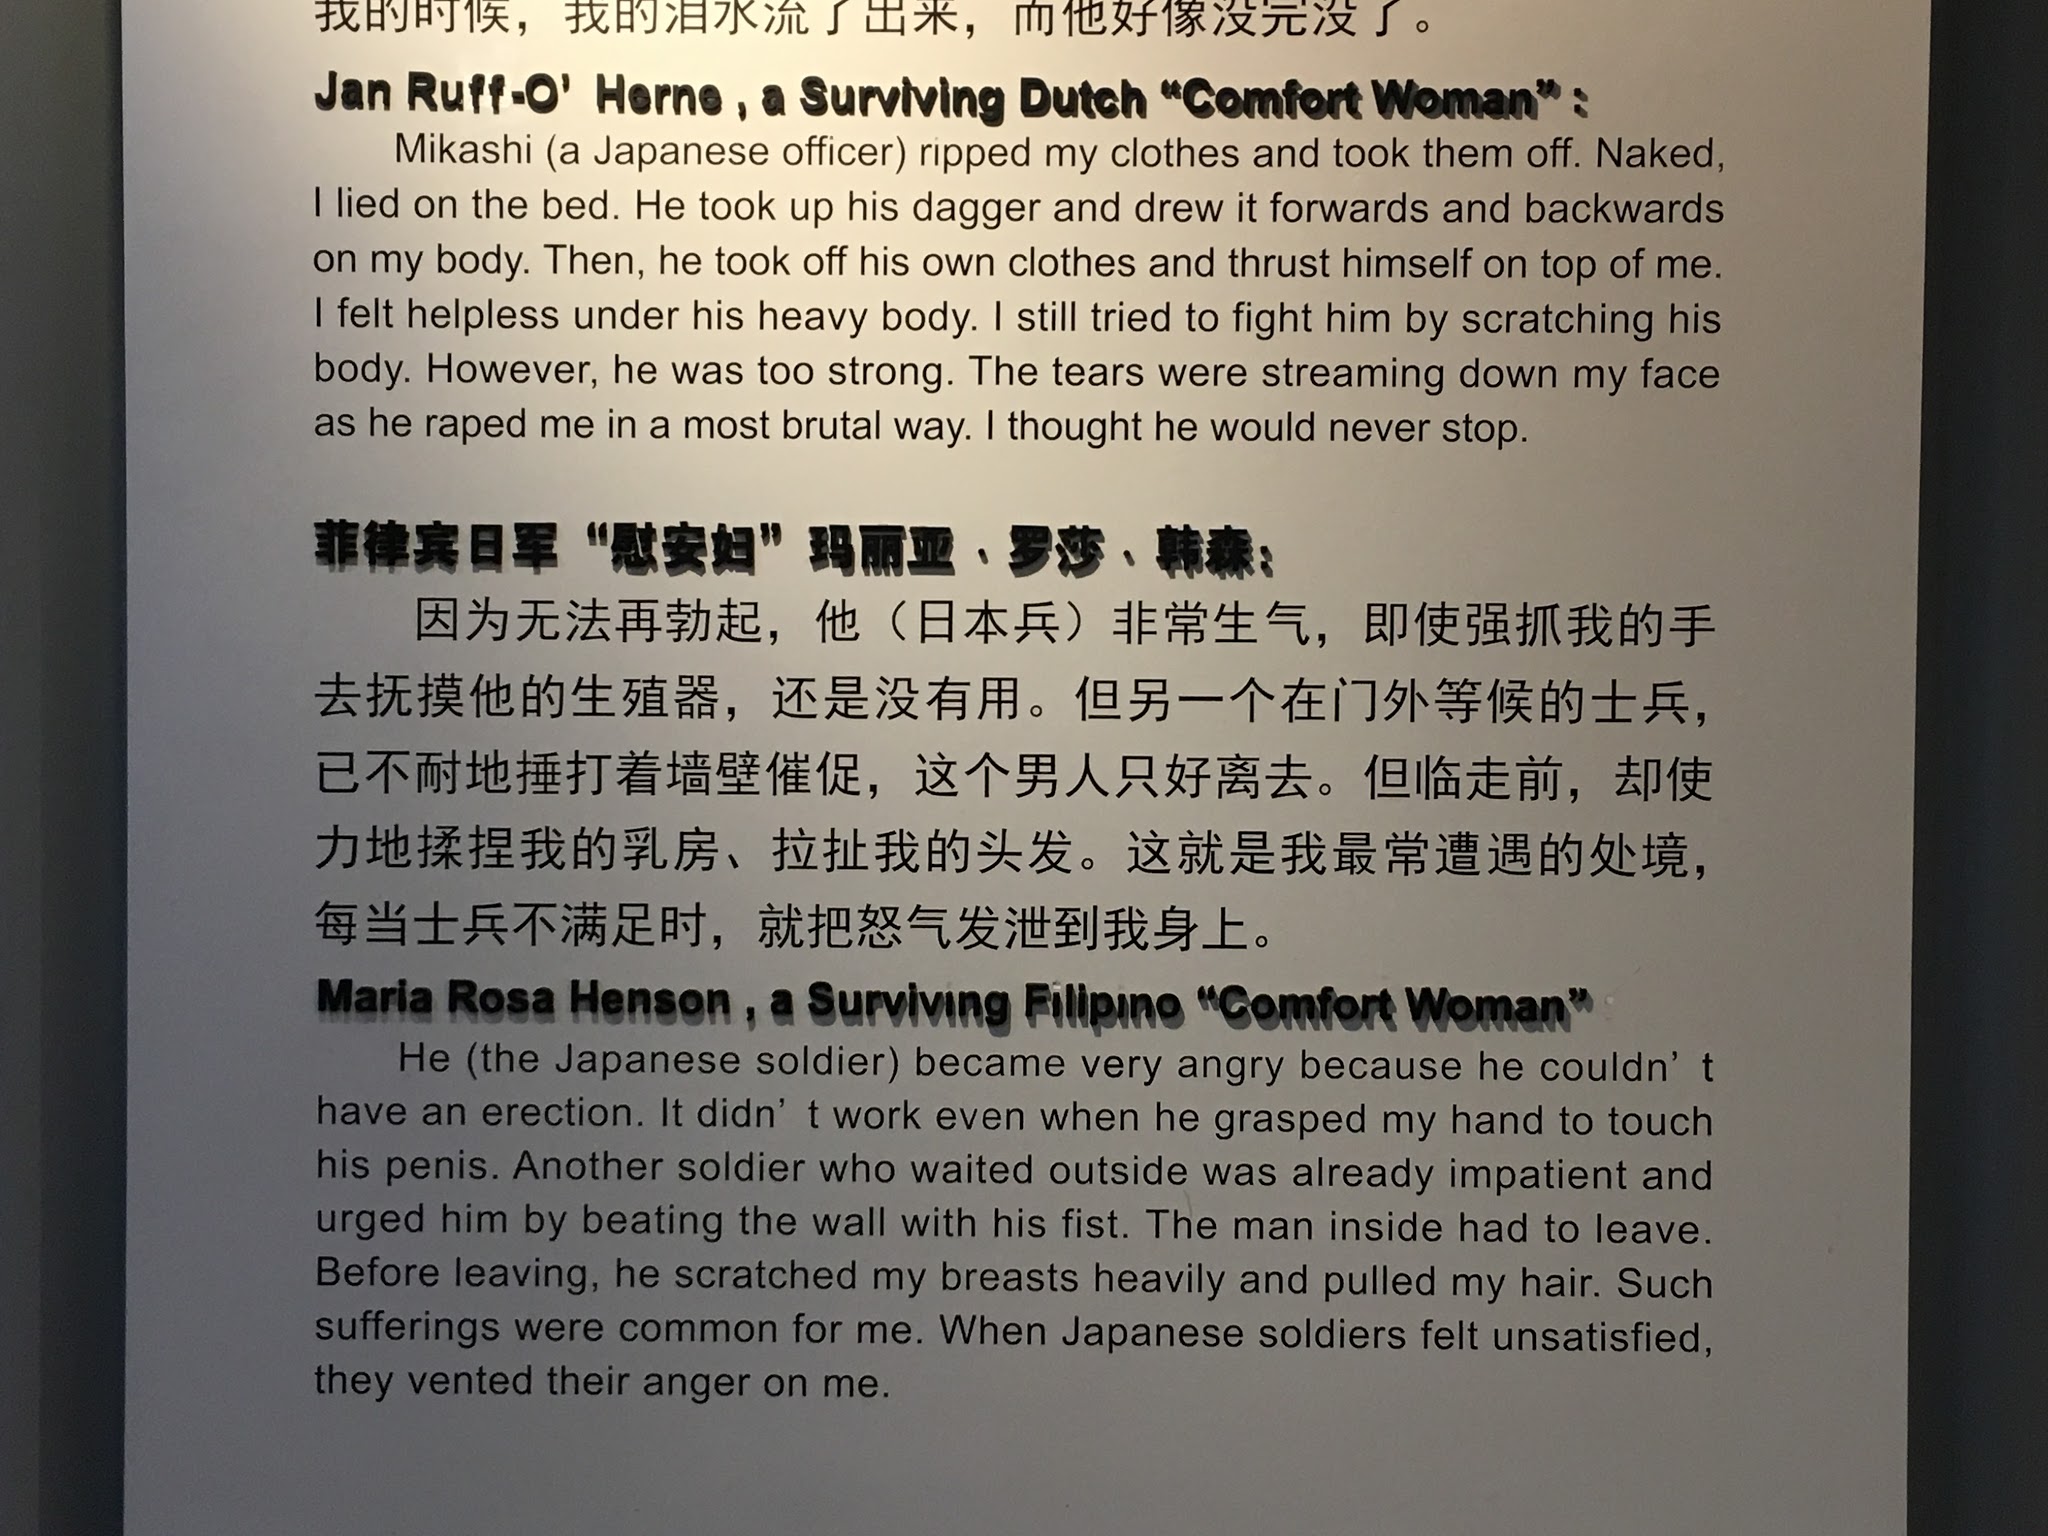 我的时候，我的泪水流了出来，而他好像没完没了。
Jan Ruff-O' Herne , a Surviving Dutch “Comfort Woman” :
Mikashi (a Japanese officer) ripped my clothes and took them off. Naked,
I lied on the bed. He took up his dagger and drew it forwards and backwards
on my body. Then, he took off his own clothes and thrust himself on top of me.
I felt helpless under his heavy body. I still tried to fight him by scratching his
body. However, he was too strong. The tears were streaming down my face
as he raped me in a most brutal way. I thought he would never stop.
菲律宾日军“慰安妇”玛丽亚·罗莎·韩森:
因为无法再勃起，他（日本兵）非常生气，即使强抓我的手
去抚摸他的生殖器，还是没有用。但另一个在门外等候的士兵，
已不耐地捶打着墙壁催促，这个男人只好离去。但临走前，却使
力地揉捏我的乳房、拉扯我的头发。这就是我最常遭遇的处境，
每当士兵不满足时，就把怒气发泄到我身上。
Maria Rosa Henson , a Surviving Filipino “Comfort Woman”
He (the Japanese soldier) became very angry because he couldn’ t
have an erection. It didn’ t work even when he grasped my hand to touch
his penis. Another soldier who waited outside was already impatient and
urged him by beating the wall with his fist. The man inside had to leave.
Before leaving, he scratched my breasts heavily and pulled my hair. Such
sufferings were common for me. When Japanese soldiers felt unsatisfied,
they vented their anger on me.